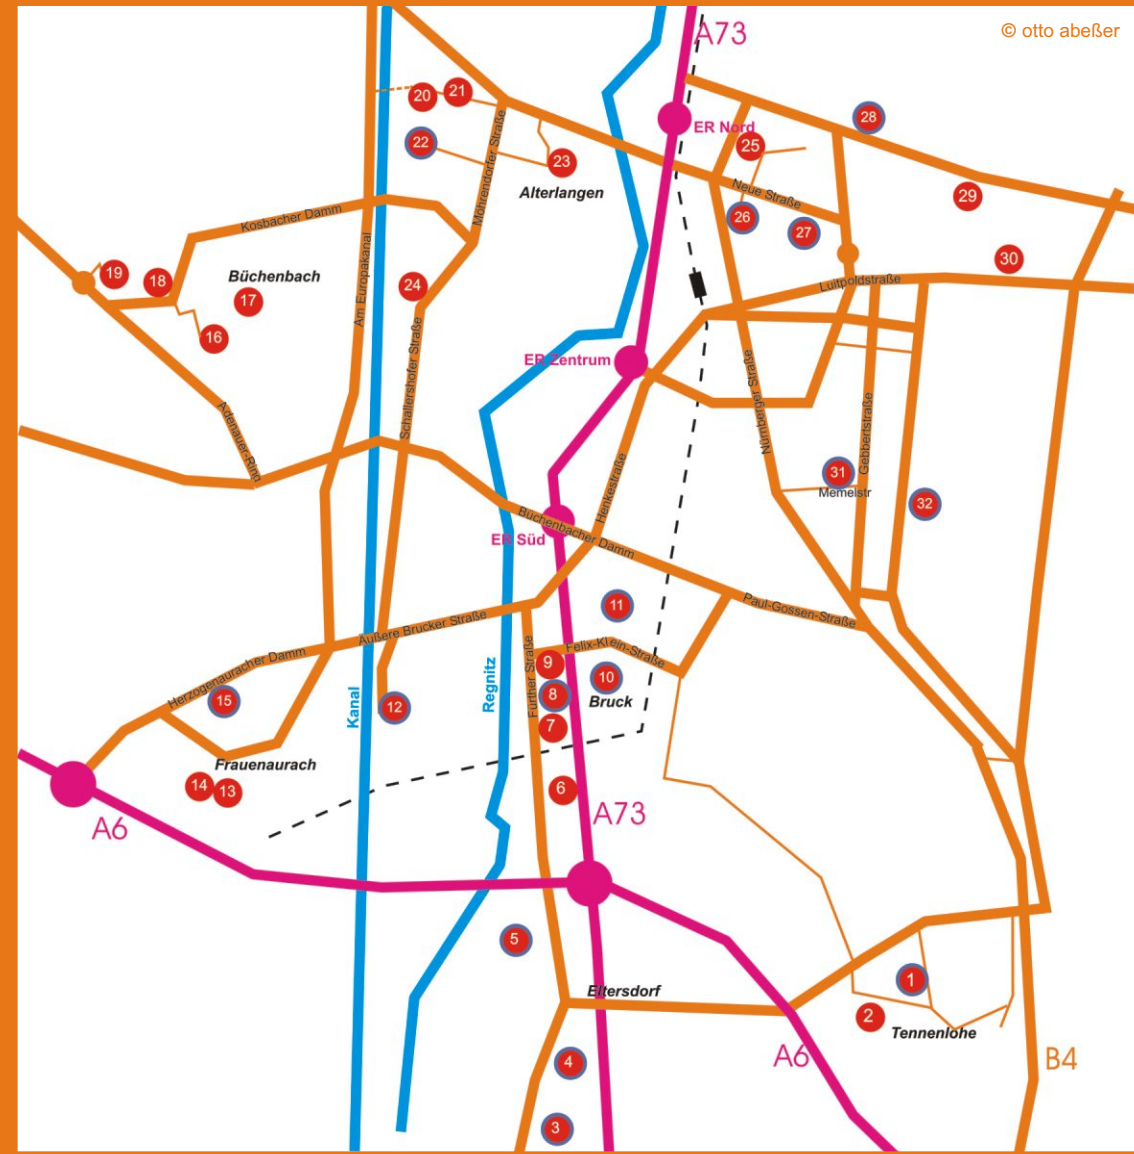 © otto abeßer
A73
ER Nord
20
21
28
22
23
25
Alterlangen
Möhrendorfer Straße
Neue Straße
29
26
27
Kosbacher Damm
Am Europakanal
19
18
Büchenbach
17
24
30
Luitpoldstraße
16
ER Zentrum
Schallershofer Straße
Nürnberger Straße
Gebbertstraße
Adenauer-Ring
31
Memelstr
32
Henkestraße
Büchenbacher Damm
ER Süd
11
Paul-Gossen-Straße
Äußere Brucker Straße
Felix-Klein-Straße
Herzogenauracher Damm
Fürther Straße
9
10
Bruck
8
7
15
Kanal
12
Regnitz
Frauenaurach
14
13
6
A73
A6
5
Eltersdorf
1
2
Tennenlohe
4
A6
B4
3